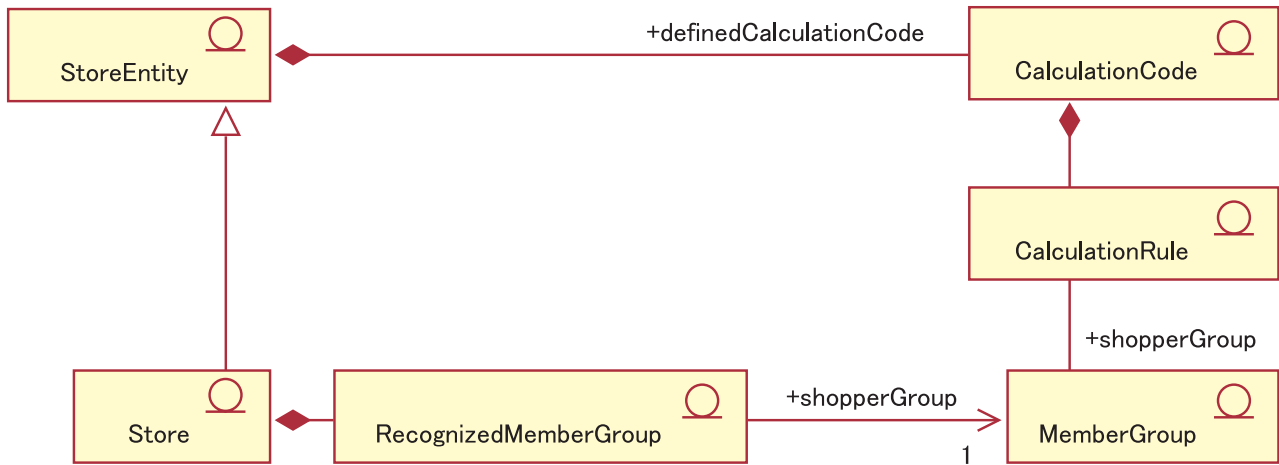 +definedCalculationCode
StoreEntity
CalculationCode
CalculationRule
+shopperGroup
+shopperGroup
Store
RecognizedMemberGroup
MemberGroup
1